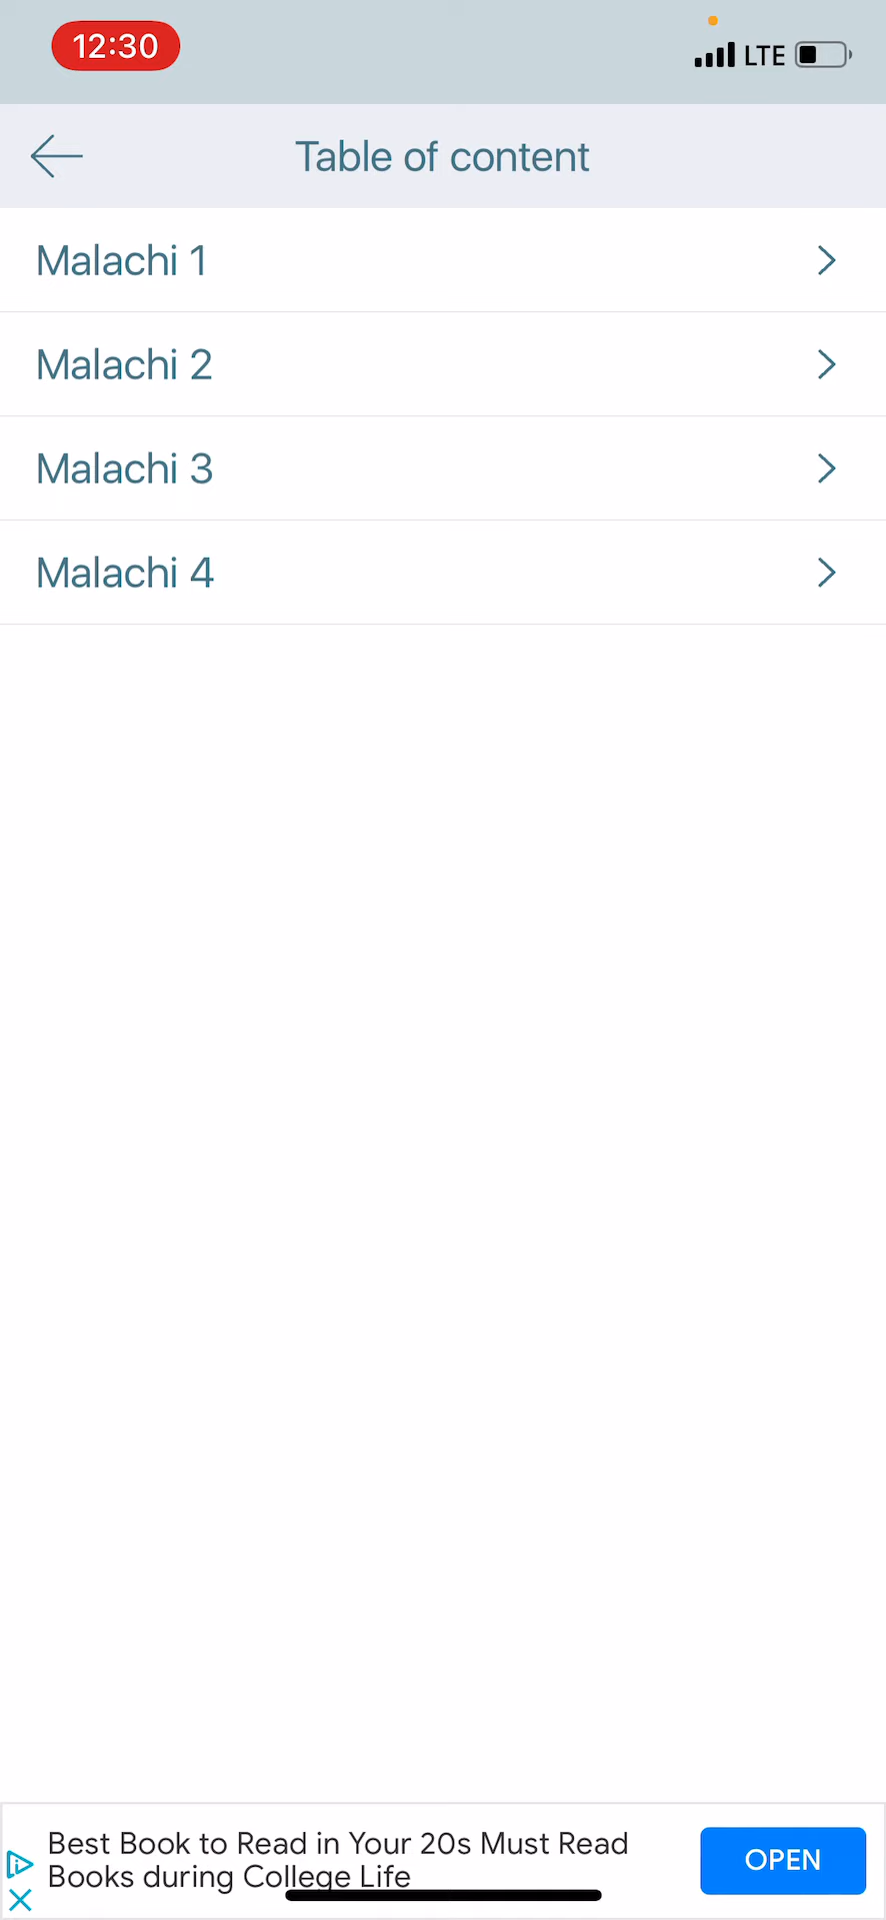 12:30
LTE
Table of content
Malachi 1
Malachi 2
Malachi 3
Malachi 4
Best Book to Read in Your 20s Must Read
Books during College Life
OPEN